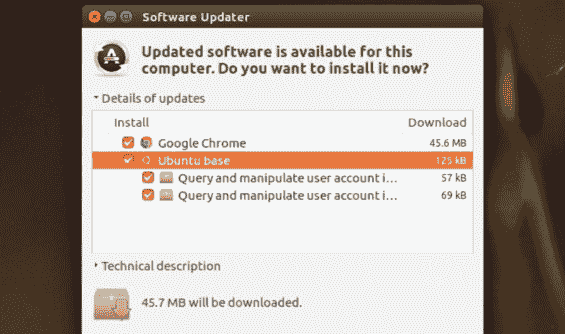 Software Updater
Updated software is available for this
computer. Do you want to install it now?
Details of updates
Install Download
Google Chrome 45.6 MB
Ubuntu base 125 kB
Query and manipulate user account i... 57 kB
Query and manipulate user account i... 69 kB
Technical description
45.7 MB will be downloaded.